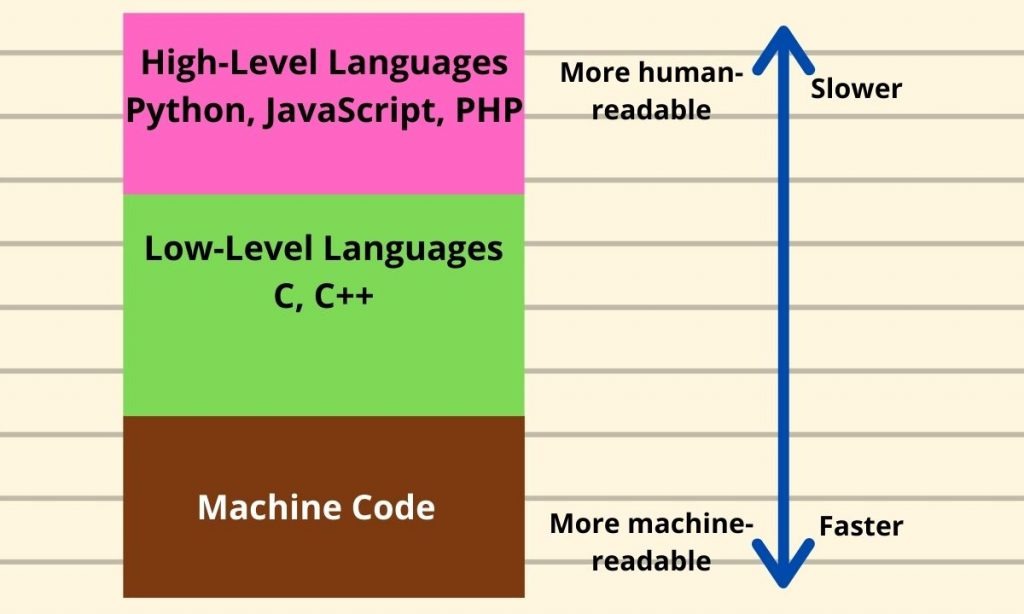 High-Level Languages
Python, JavaScript, PHP
More human-
readable
Slower
Low-Level Languages
C, C++
Machine Code
More machine-
readable
Faster